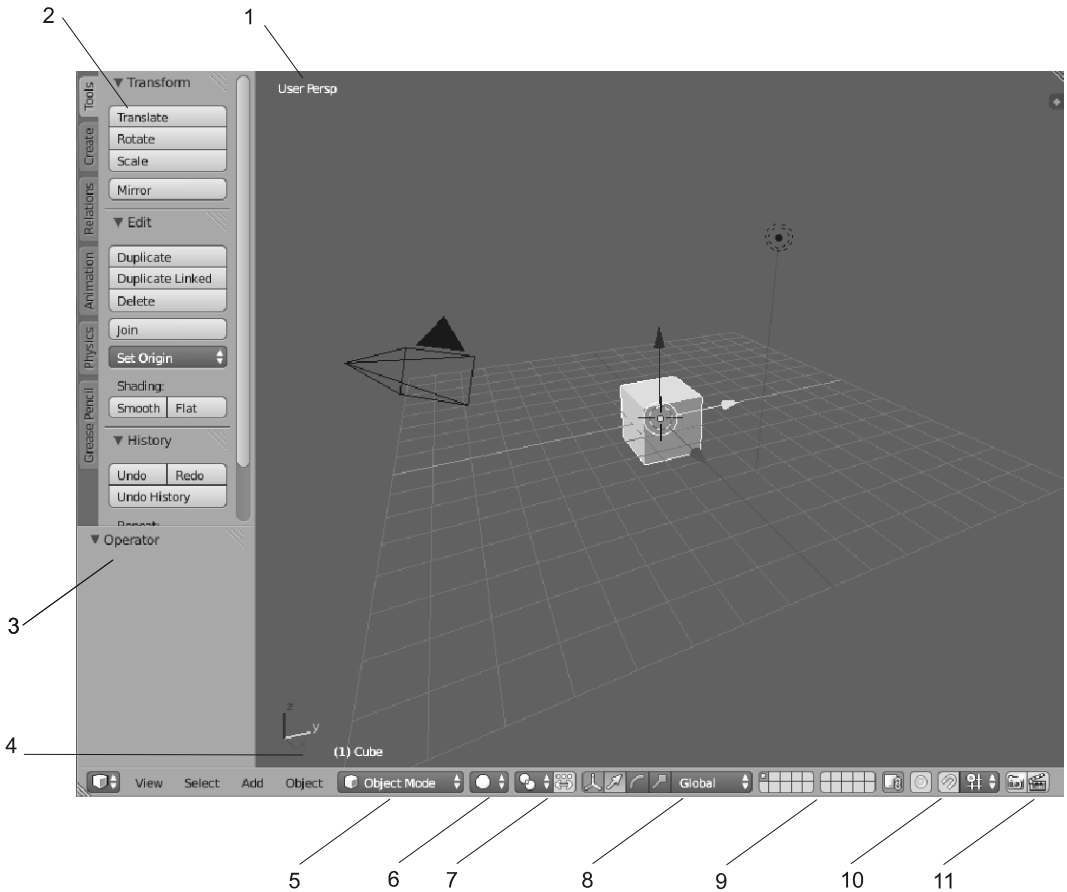 2
1
Tools
Create
Relations
Animation
Physics
Grease Pencil
Transform
Translate
Rotate
Scale
Mirror
Edit
Duplicate
Duplicate Linked
Delete
Join
Set Origin
Shading:
Smooth Flat
History
Undo Redo
Undo History
Repeat:
Operator
User Persp
3
4
z
y
(1) Cube
View Select Add Object Object Mode Global
5 6 7 8 9 10 11